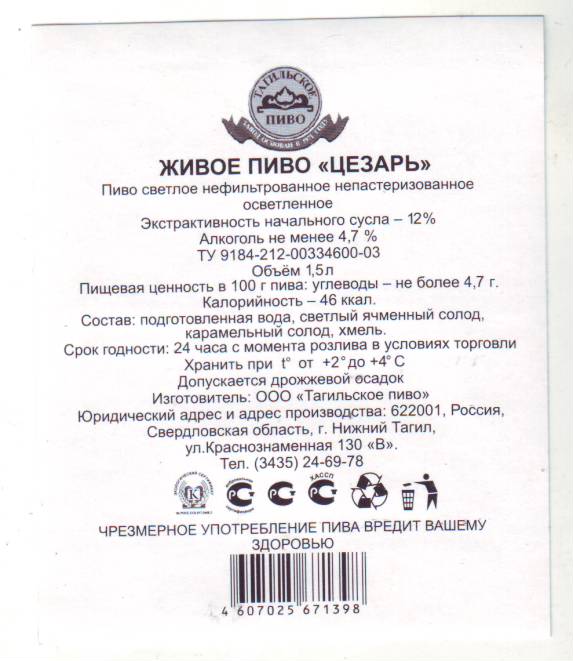 ТАГИЛЬСКОЕ
ПИВО
ЖИВОЕ ПИВО «ЦЕЗАРЬ»
Пиво светлое нефильтрованное непастеризованное
осветленное
Экстрактивность начального сусла – 12%
Алкоголь не менее 4,7 %
ТУ 9184-212-00334600-03
Объём 1,5л
Пищевая ценность в 100 г пива: углеводы – не более 4,7 г.
Калорийность – 46 ккал.
Состав: подготовленная вода, светлый ячменный солод,
карамельный солод, хмель.
Срок годности: 24 часа с момента розлива в условиях торговли
Хранить при t° от +2° до +4° С
Допускается дрожжевой осадок
Изготовитель: ООО «Тагильское пиво»
Юридический адрес и адрес производства: 622001, Россия,
Свердловская область, г. Нижний Тагил,
ул.Краснознаменная 130 «В».
Тел. (3435) 24-69-78
К
РСТ
РСТ
ХАССП
РСТ
ЧРЕЗМЕРНОЕ УПОТРЕБЛЕНИЕ ПИВА ВРЕДИТ ВАШЕМУ
ЗДОРОВЬЮ
4 607025 671398